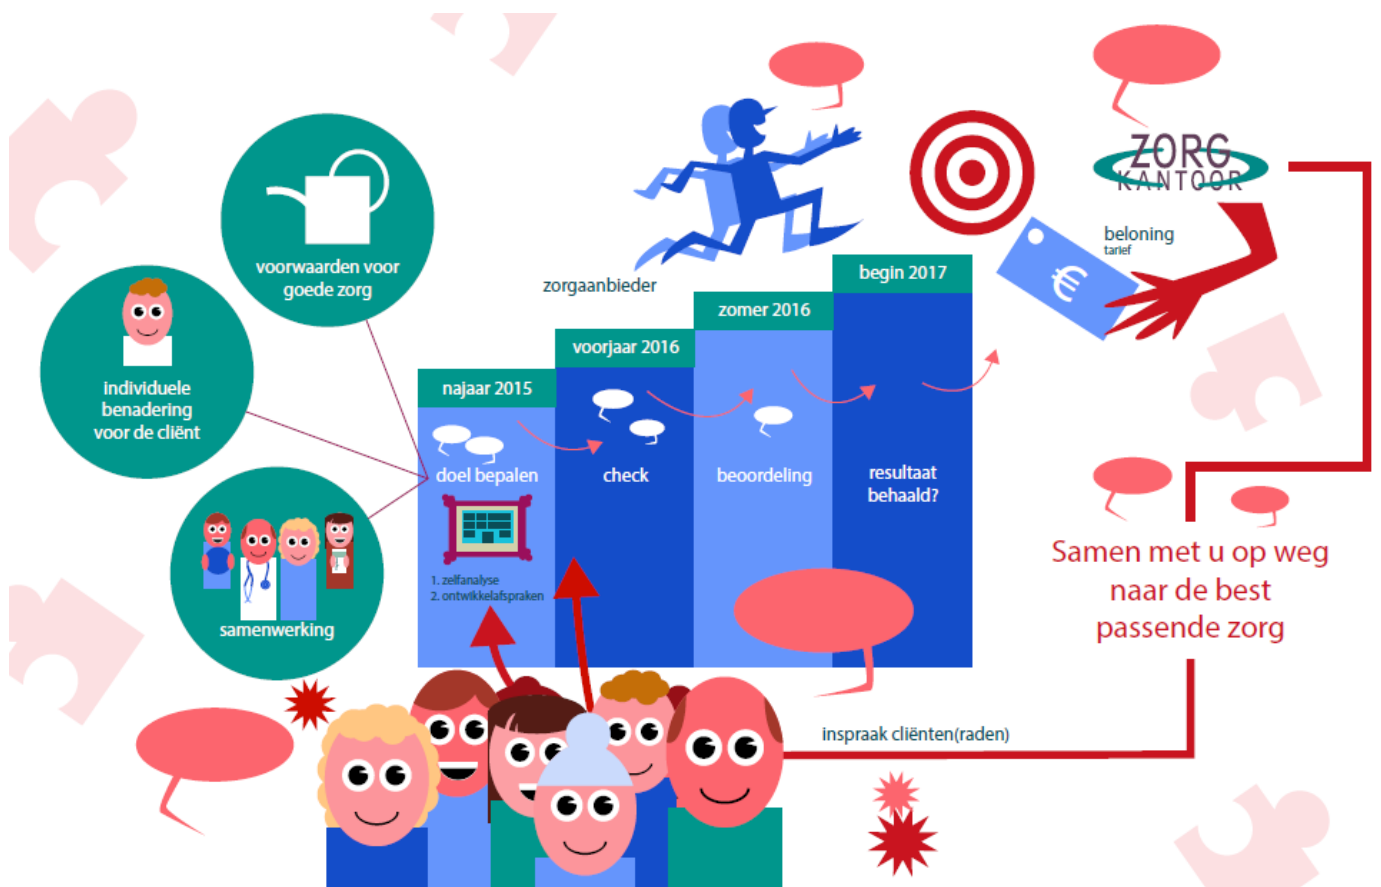 voorwaarden voor
goede zorg
individuele
benadering
voor de cliënt
samenwerking
zorgaanbieder
najaar 2015
doel bepalen
1. zelfanalyse
2. ontwikkelafspraken
voorjaar 2016
check
zomer 2016
beoordeling
begin 2017
resultaat
behaald?
€
ZORG
KANTOOR
beloning
tarief
Samen met u op weg
naar de best
passende zorg
inspraak cliënten(raden)